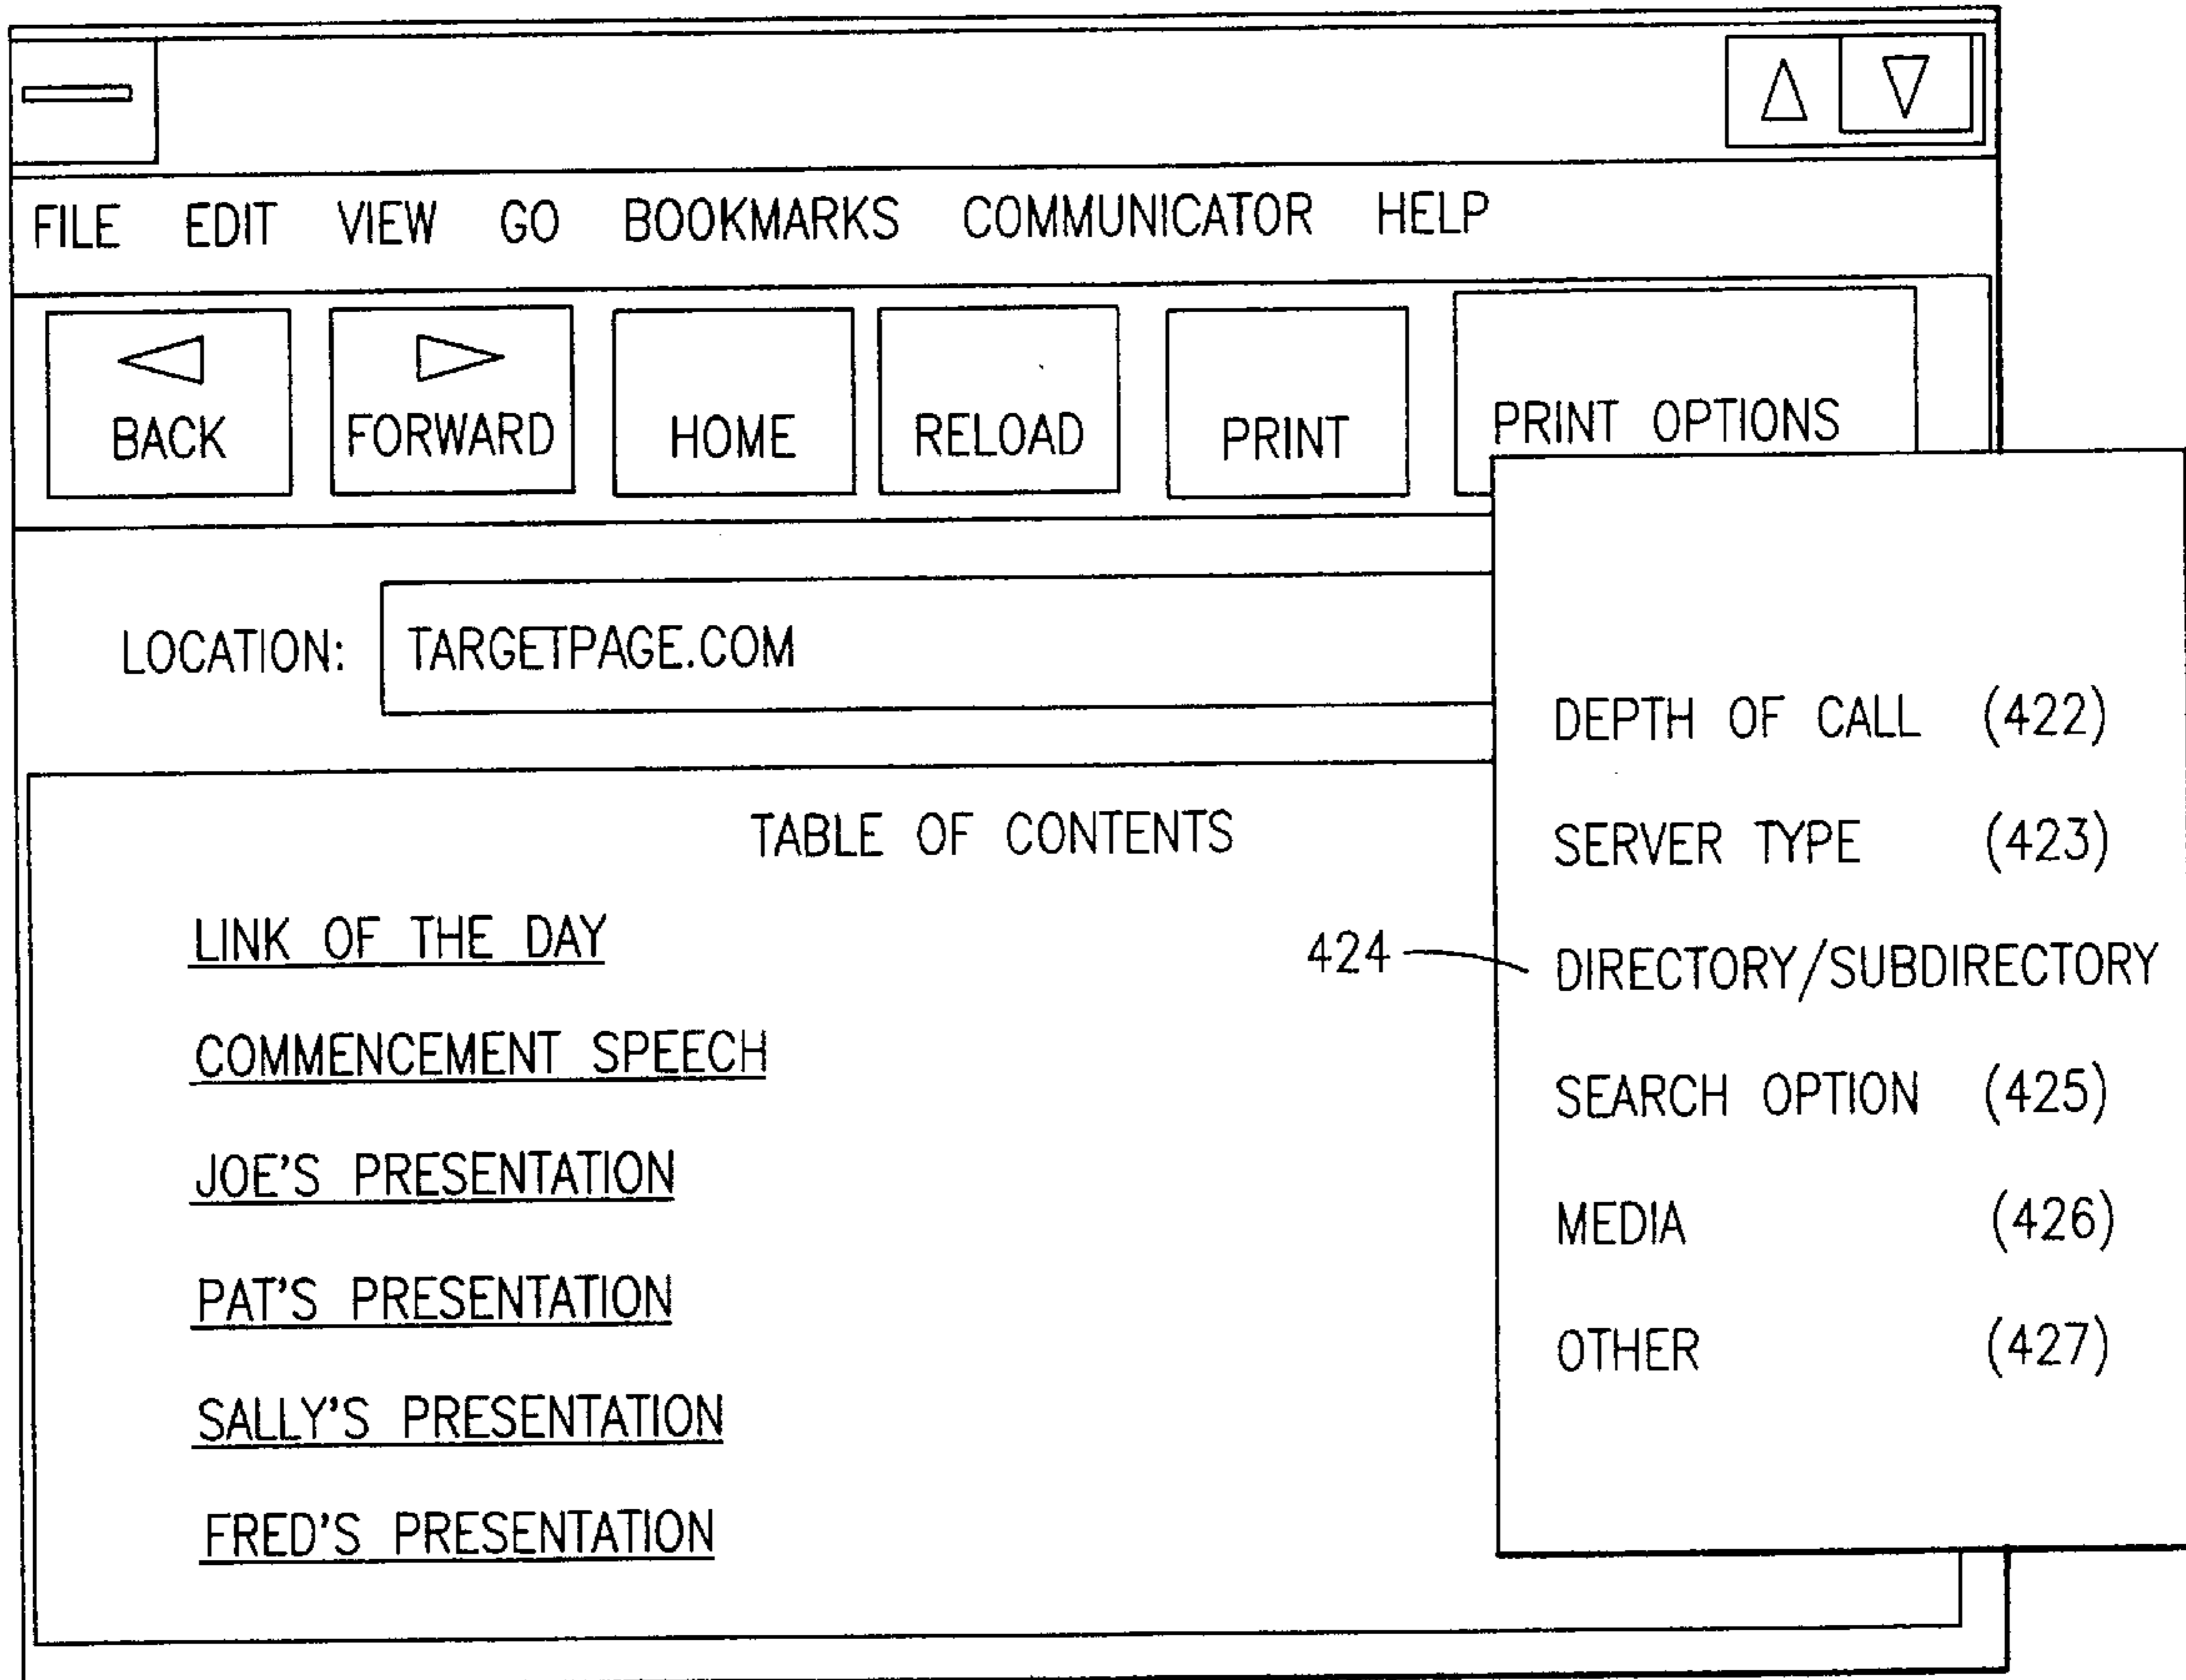 FILE EDIT VIEW GO BOOKMARKS COMMUNICATOR HELP
BACK FORWARD HOME RELOAD PRINT PRINT OPTIONS
LOCATION: TARGETPAGE.COM
TABLE OF CONTENTS
LINK OF THE DAY
COMMENCEMENT SPEECH
JOE'S PRESENTATION
PAT'S PRESENTATION
SALLY'S PRESENTATION
FRED'S PRESENTATION
DEPTH OF CALL (422)
SERVER TYPE (423)
424 DIRECTORY/SUBDIRECTORY
SEARCH OPTION (425)
MEDIA (426)
OTHER (427)